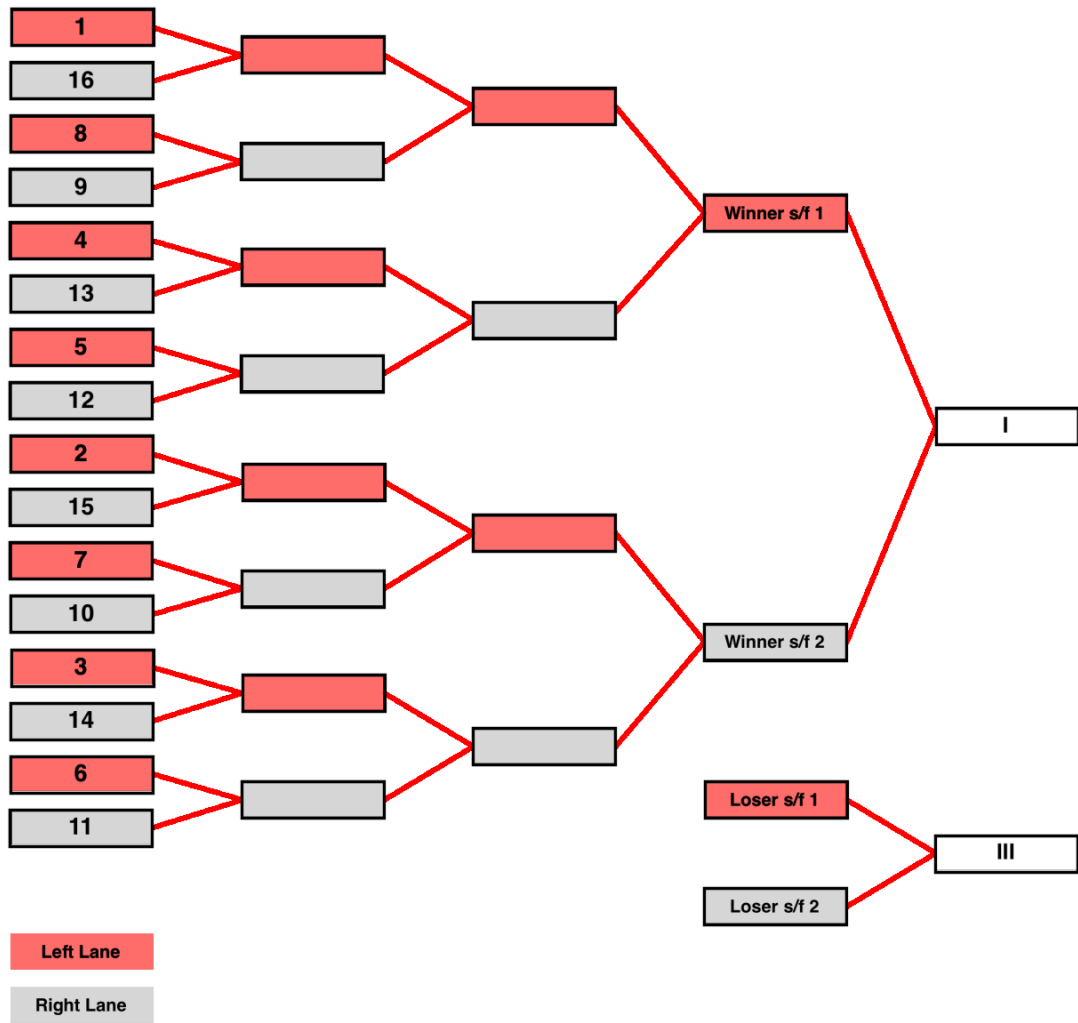 1
16
8
9
4
13
5
12
2
15
7
10
3
14
6
11
Winner s/f 1
Winner s/f 2
I
Loser s/f 1
Loser s/f 2
III
Left Lane
Right Lane